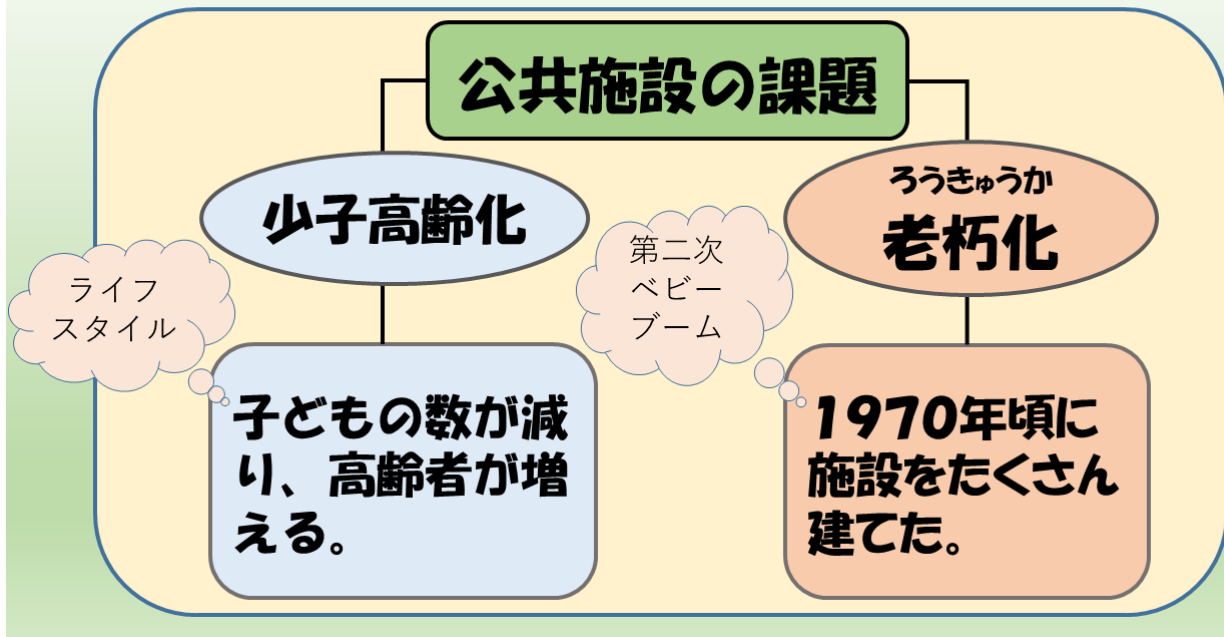 公共施設の課題
少子高齢化
ライフ
スタイル
子どもの数が減
り、高齢者が増
える。
ろうきゅうか
老朽化
第二次
ベビー
ブーム
1970年頃に
施設をたくさん
建てた。